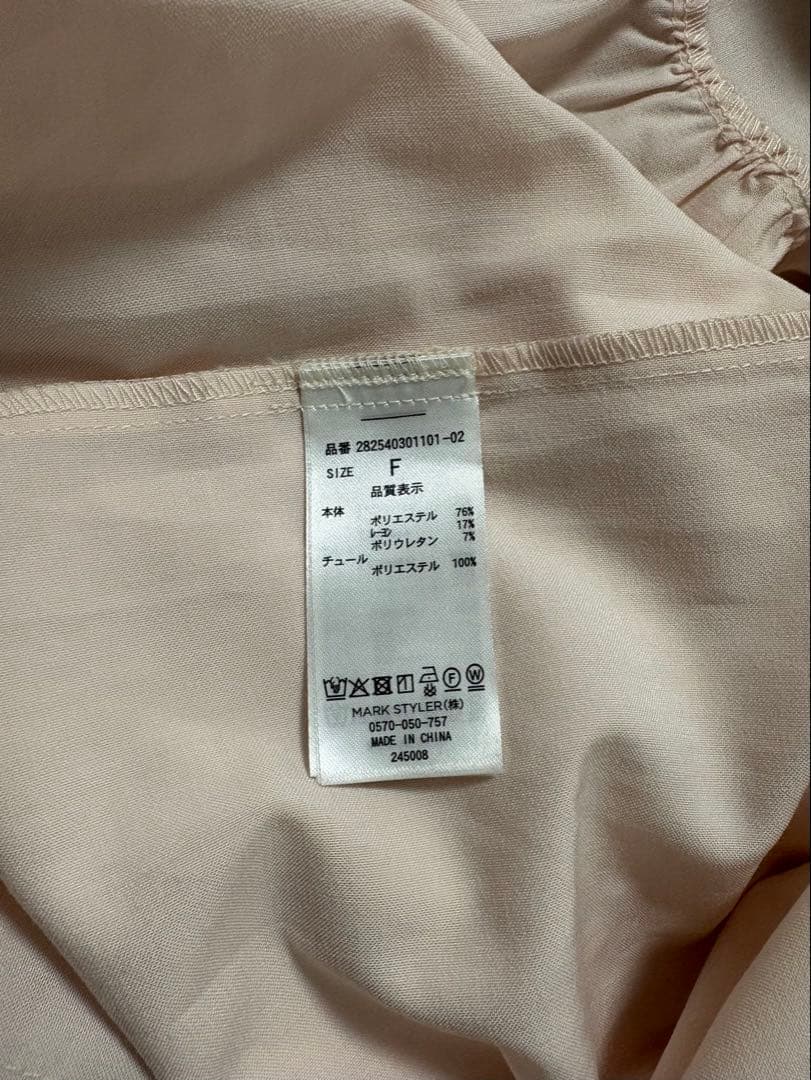 品番 282540301101-02
SIZE F
品質表示
本体 ポリエステル 76%
レーヨン 17%
ポリウレタン 7%
チュール
ポリエステル 100%
F W
MARK STYLER(株)
0570-050-757
MADE IN CHINA
245008